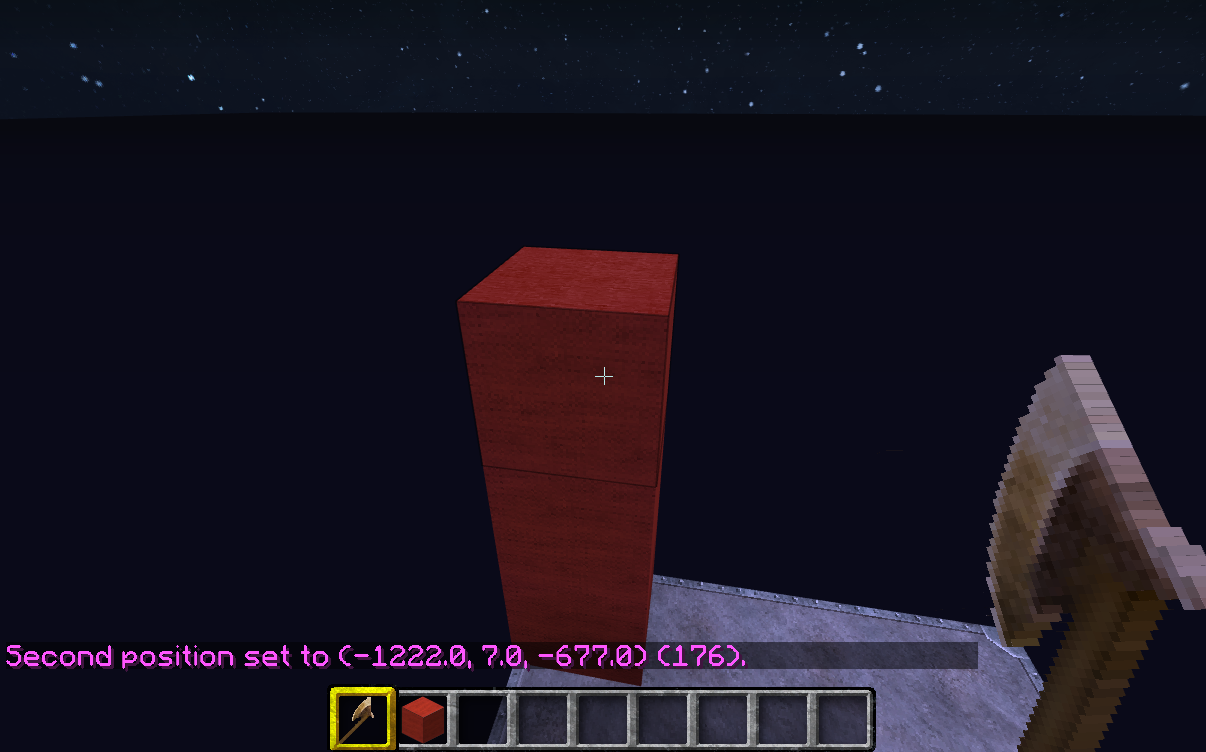 Second position set to (-1222.0, 7.0, -677.0) (176).